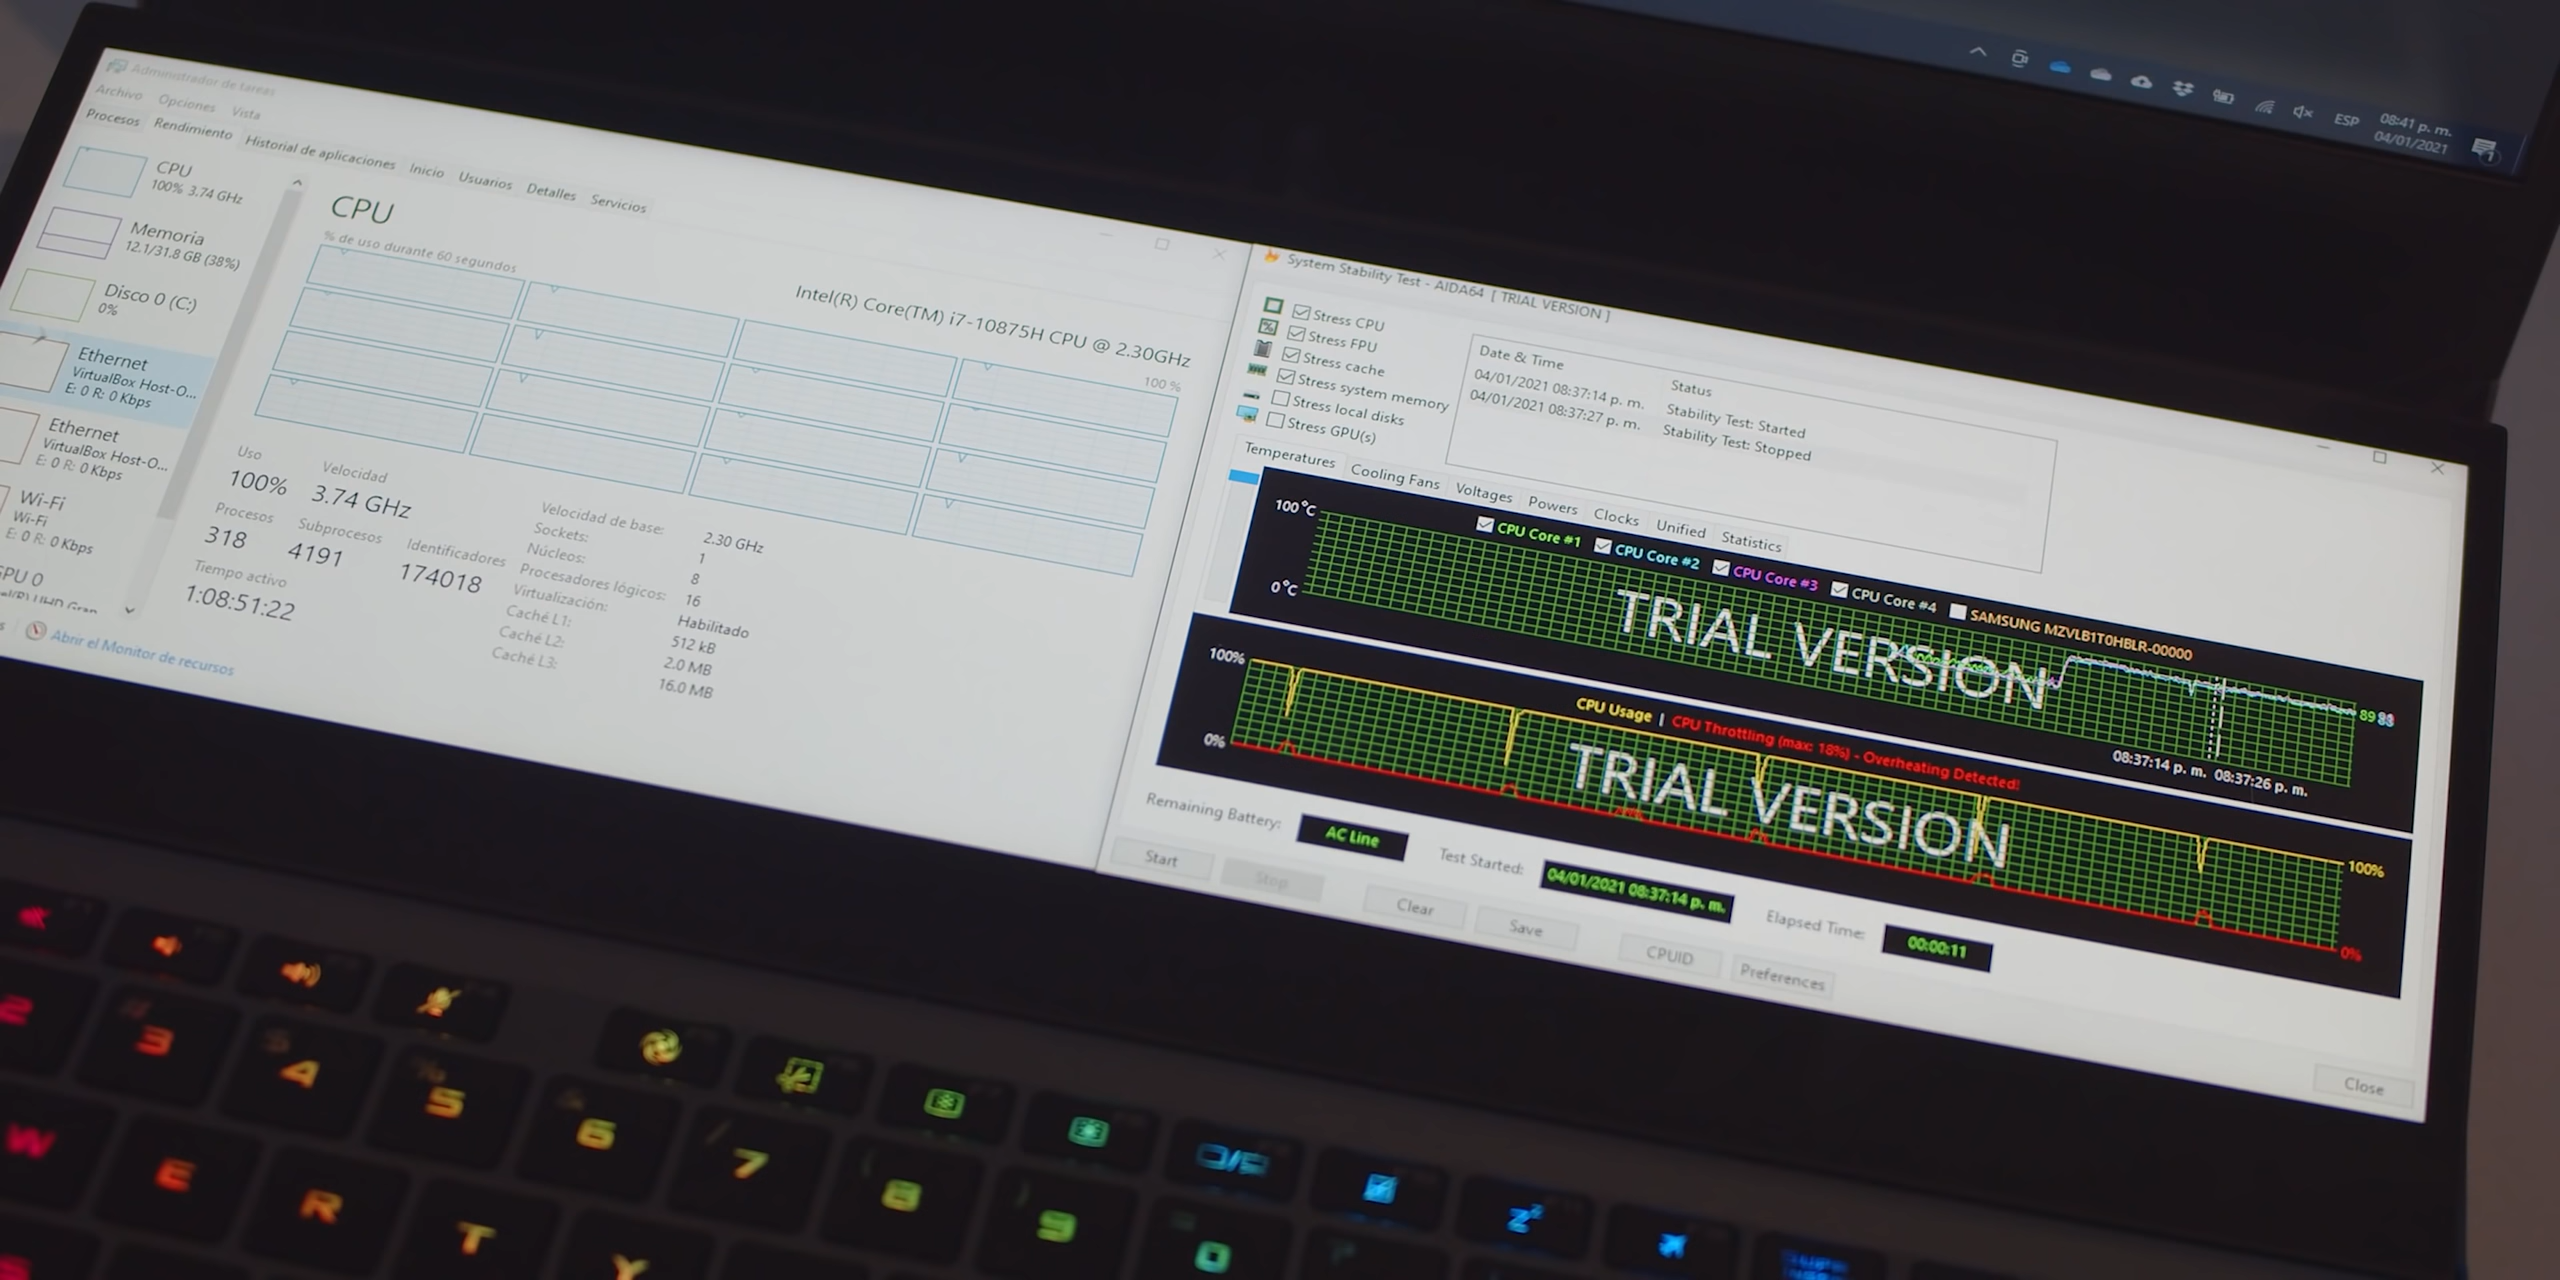 Administrador de tareas
Archivo Opciones Vista
Procesos Rendimiento Historial de aplicaciones Inicio Usuarios Detalles Servicios
CPU
100% 3.74 GHz
Memoria
12.1/31.8 GB (38%)
Disco 0 (C:)
0%
Ethernet
VirtualBox Host-O...
E: 0 R: 0 Kbps
Ethernet
VirtualBox Host-O...
E: 0 R: 0 Kbps
Wi-Fi
Wi-Fi
E: 0 R: 0 Kbps
Abrir el Monitor de recursos
CPU
% de uso durante 60 segundos
Intel(R) Core(TM) i7-10875H CPU @ 2.30GHz
100 %
Uso Velocidad
100% 3.74 GHz
Procesos Subprocesos Identificadores
318 4191 174018
Tiempo activo
1:08:51:22
Velocidad de base: 2.30 GHz
Sockets: 1
Núcleos: 8
Procesadores lógicos: 16
Virtualización: Habilitado
Caché L1: 512 kB
Caché L2: 2.0 MB
Caché L3: 16.0 MB
ESP
08:41 p. m.
04/01/2021
1
System Stability Test - AIDA64 [ TRIAL VERSION ]
Stress CPU
Stress FPU
Stress cache
Stress system memory
Stress local disks
Stress GPU(s)
Date & Time Status
04/01/2021 08:37:14 p. m. Stability Test: Started
04/01/2021 08:37:27 p. m. Stability Test: Stopped
Temperatures Cooling Fans Voltages Powers Clocks Unified Statistics
CPU Core #1 CPU Core #2 CPU Core #3 CPU Core #4 SAMSUNG MZVLB1T0HBLR-00000
100°C
0°C
TRIAL VERSION
89
08:37:14 p. m. 08:37:26 p. m.
CPU Usage | CPU Throttling (max: 18%) - Overheating Detected!
100%
0%
TRIAL VERSION
100%
0%
Remaining Battery: AC Line Test Started: 04/01/2021 08:37:14 p. m. Elapsed Time: 00:00:11
Start Stop Clear Save CPUID Preferences
Close
2 3 4 5 6 7 8 9 0
W E R T Y